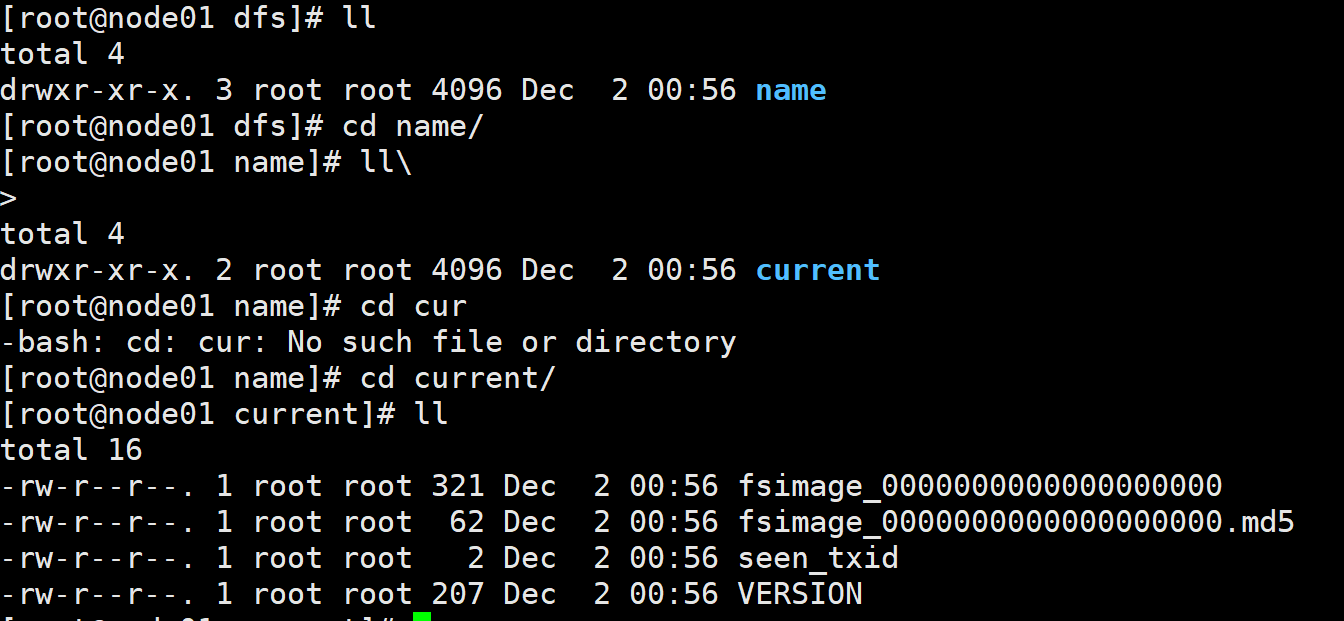 [root@node01 dfs]# ll
total 4
drwxr-xr-x. 3 root root 4096 Dec  2 00:56 name
[root@node01 dfs]# cd name/
[root@node01 name]# ll\
>
total 4
drwxr-xr-x. 2 root root 4096 Dec  2 00:56 current
[root@node01 name]# cd cur
-bash: cd: cur: No such file or directory
[root@node01 name]# cd current/
[root@node01 current]# ll
total 16
-rw-r--r--. 1 root root 321 Dec  2 00:56 fsimage_0000000000000000000
-rw-r--r--. 1 root root  62 Dec  2 00:56 fsimage_0000000000000000000.md5
-rw-r--r--. 1 root root   2 Dec  2 00:56 seen_txid
-rw-r--r--. 1 root root 207 Dec  2 00:56 VERSION